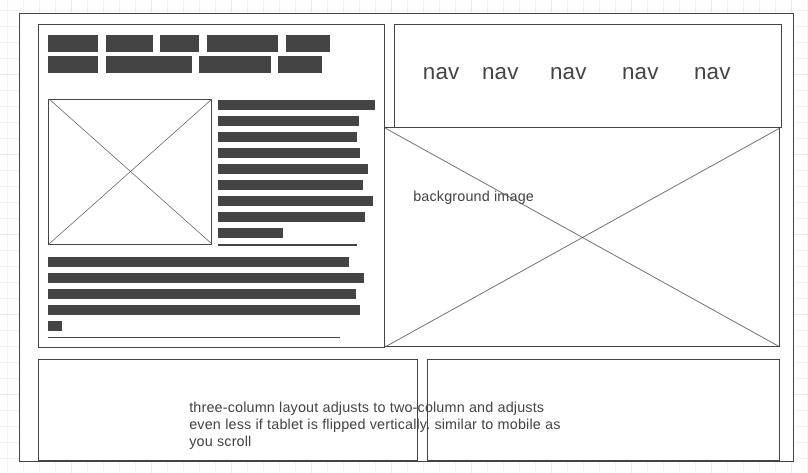 nav nav nav nav nav
background image
three-column layout adjusts to two-column and adjusts
even less if tablet is flipped vertically. similar to mobile as
you scroll